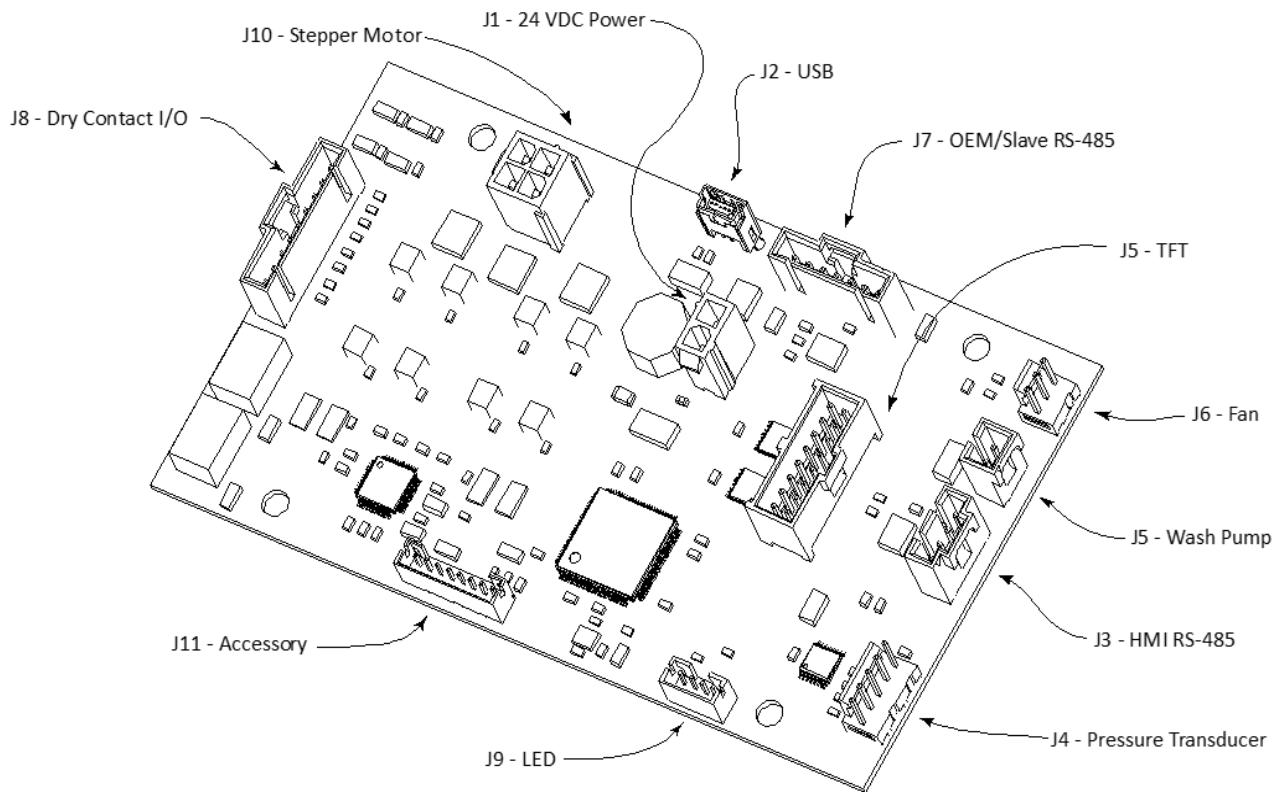 J1 - 24 VDC Power
J10 - Stepper Motor
J2 - USB
J8 - Dry Contact I/O
J7 - OEM/Slave RS-485
J5 - TFT
J6 - Fan
J5 - Wash Pump
J3 - HMI RS-485
J11 - Accessory
J4 - Pressure Transducer
J9 - LED